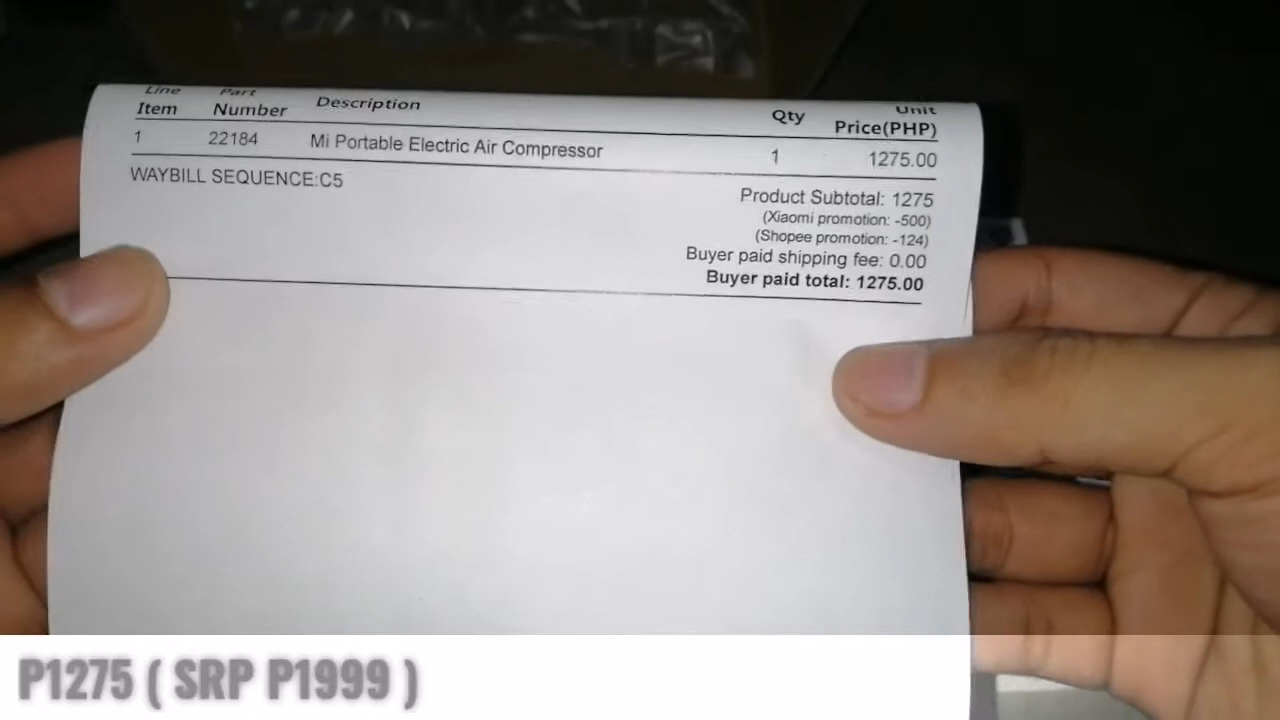 Line Part Unit
Item Number Description Qty Price(PHP)
1 22184 Mi Portable Electric Air Compressor 1 1275.00
WAYBILL SEQUENCE:C5
Product Subtotal: 1275
(Xiaomi promotion: -500)
(Shopee promotion: -124)
Buyer paid shipping fee: 0.00
Buyer paid total: 1275.00
P1275 ( SRP P1999 )